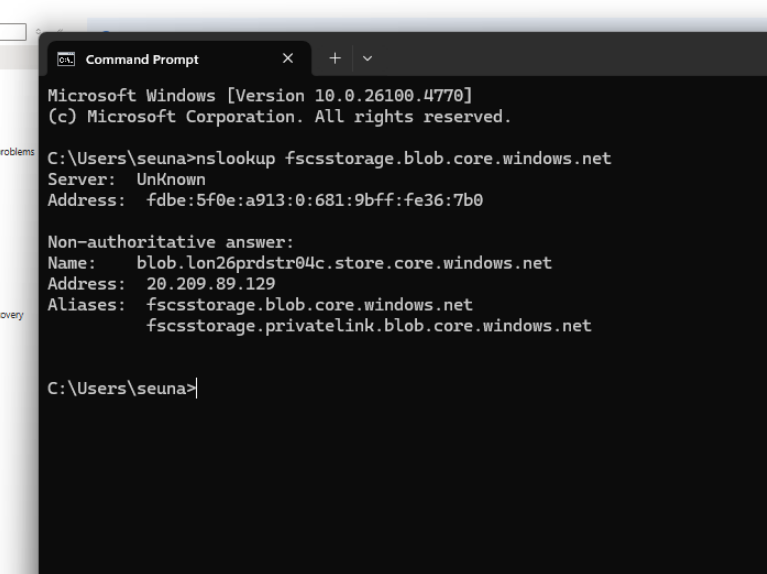 Command Prompt
Microsoft Windows [Version 10.0.26100.4770]
(c) Microsoft Corporation. All rights reserved.
C:\Users\seuna>nslookup fscsstorage.blob.core.windows.net
roblems
Server:  UnKnown
Address:  fdbe:5f0e:a913:0:681:9bff:fe36:7b0
Non-authoritative answer:
Name:    blob.lon26prdstr04c.store.core.windows.net
Address:  20.209.89.129
Aliases:  fscsstorage.blob.core.windows.net
overy
fscsstorage.privatelink.blob.core.windows.net
C:\Users\seuna>